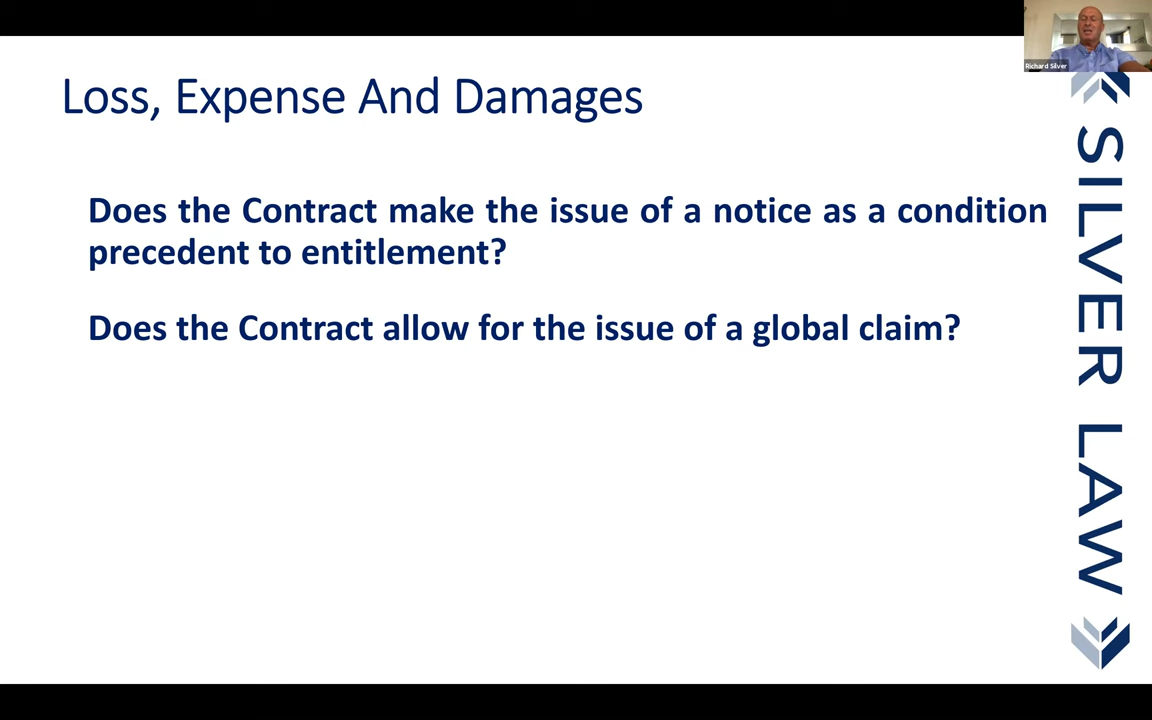 Richard Silver
Loss, Expense And Damages
Does the Contract make the issue of a notice as a condition
precedent to entitlement?
Does the Contract allow for the issue of a global claim?
SILVER LAW